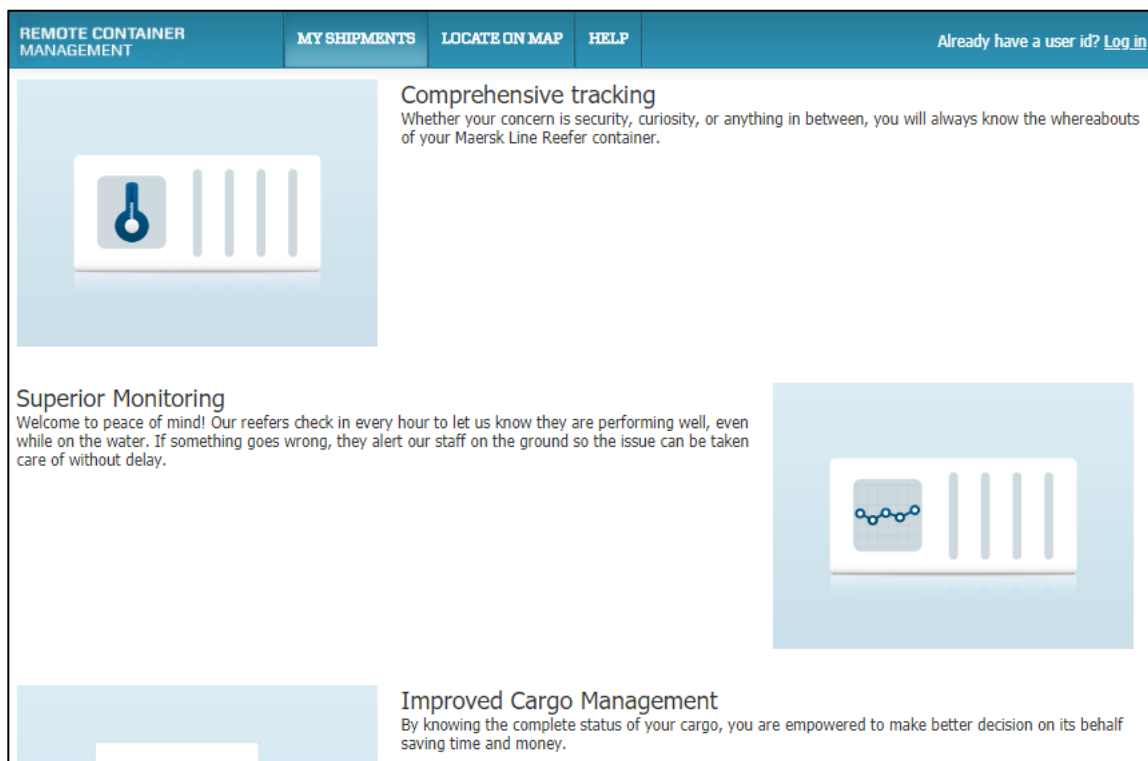 REMOTE CONTAINER
MANAGEMENT
MY SHIPMENTS
LOCATE ON MAP
HELP
Already have a user id? Log in
Comprehensive tracking
Whether your concern is security, curiosity, or anything in between, you will always know the whereabouts
of your Maersk Line Reefer container.
Superior Monitoring
Welcome to peace of mind! Our reefers check in every hour to let us know they are performing well, even
while on the water. If something goes wrong, they alert our staff on the ground so the issue can be taken
care of without delay.
Improved Cargo Management
By knowing the complete status of your cargo, you are empowered to make better decision on its behalf
saving time and money.